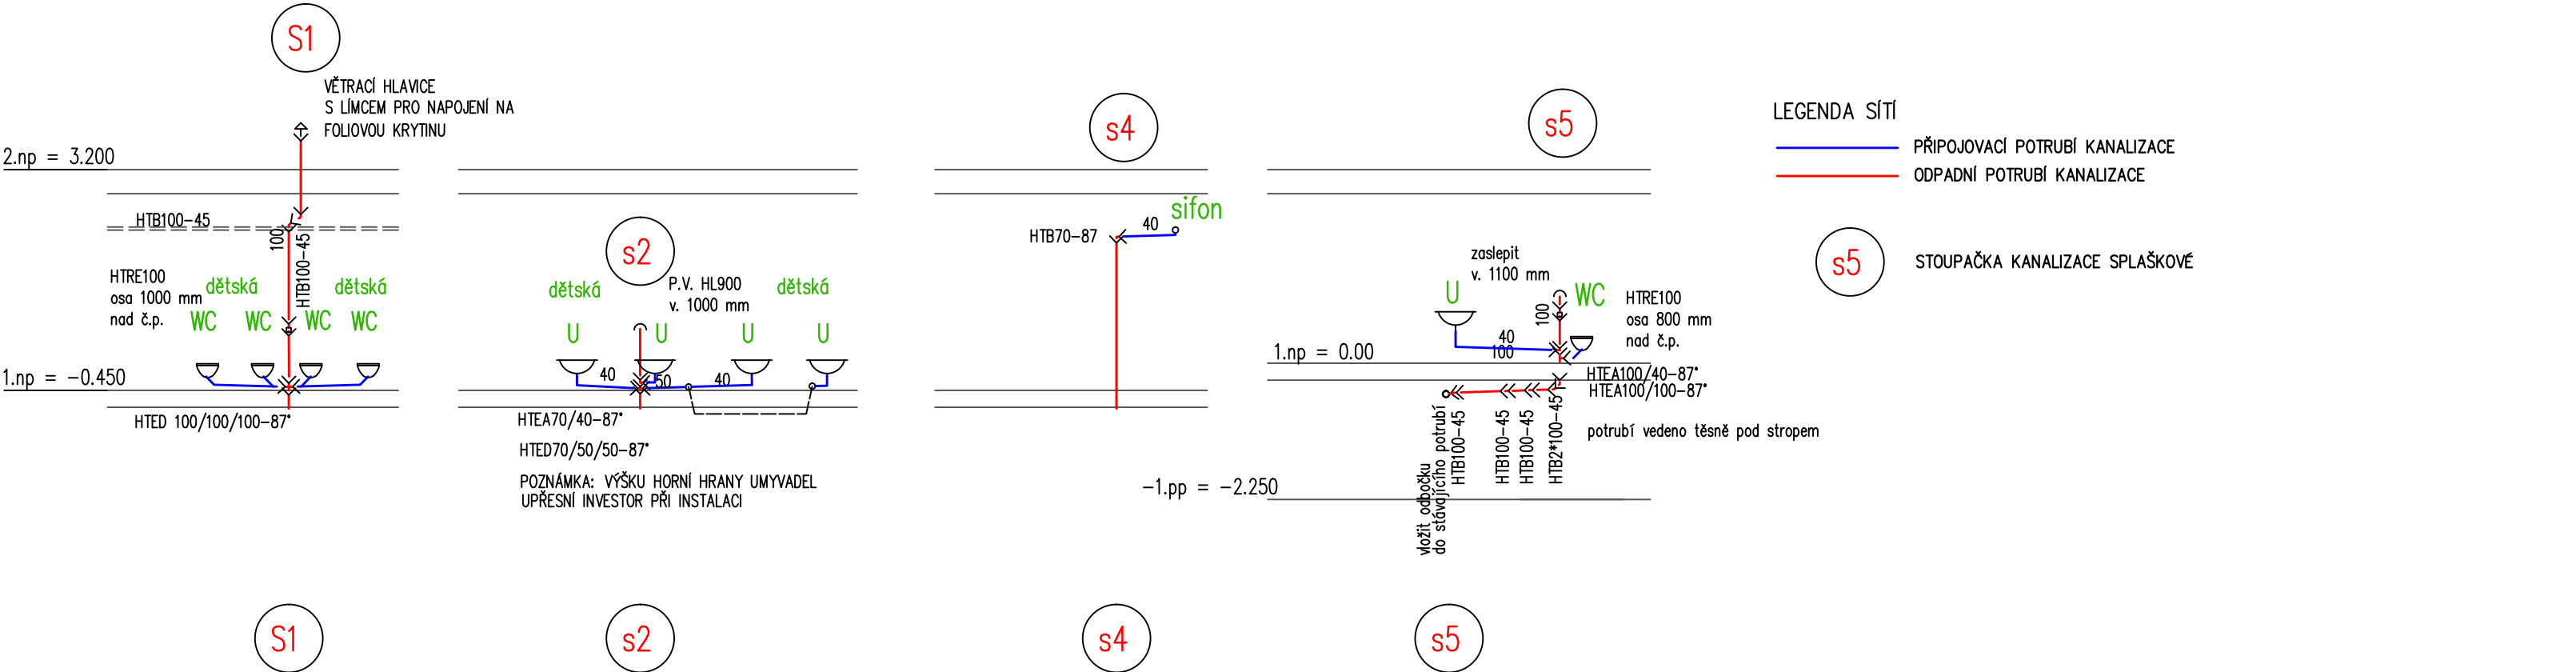 S1
VĚTRACÍ HLAVICE
S LÍMCEM PRO NAPOJENÍ NA
FOLIOVOU KRYTINU
2.np = 3.200
HTB100-45
100
HTB100-45
HTRE100
osa 1000 mm
nad č.p.
dětská
dětská
WC
WC
WC
WC
1.np = -0.450
HTED 100/100/100-87°
S1
s2
dětská
P.V. HL900
v. 1000 mm
dětská
U
U
U
U
40
50
40
HTEA70/40-87°
HTED70/50/50-87°
POZNÁMKA: VÝŠKU HORNÍ HRANY UMYVADEL
UPŘESNÍ INVESTOR PŘI INSTALACI
s2
s4
sifon
40
HTB70-87
s4
s5
zaslepit
v. 1100 mm
U
WC
100
HTRE100
osa 800 mm
nad č.p.
40
100
1.np = 0.00
HTEA100/40-87°
HTEA100/100-87°
potrubí vedeno těsně pod stropem
vložit odbočku
do stávajícího potrubí
HTB100-45
HTB100-45
HTB100-45
HTB2*100-45
-1.pp = -2.250
s5
LEGENDA SÍTÍ
PŘIPOJOVACÍ POTRUBÍ KANALIZACE
ODPADNÍ POTRUBÍ KANALIZACE
s5
STOUPAČKA KANALIZACE SPLAŠKOVÉ